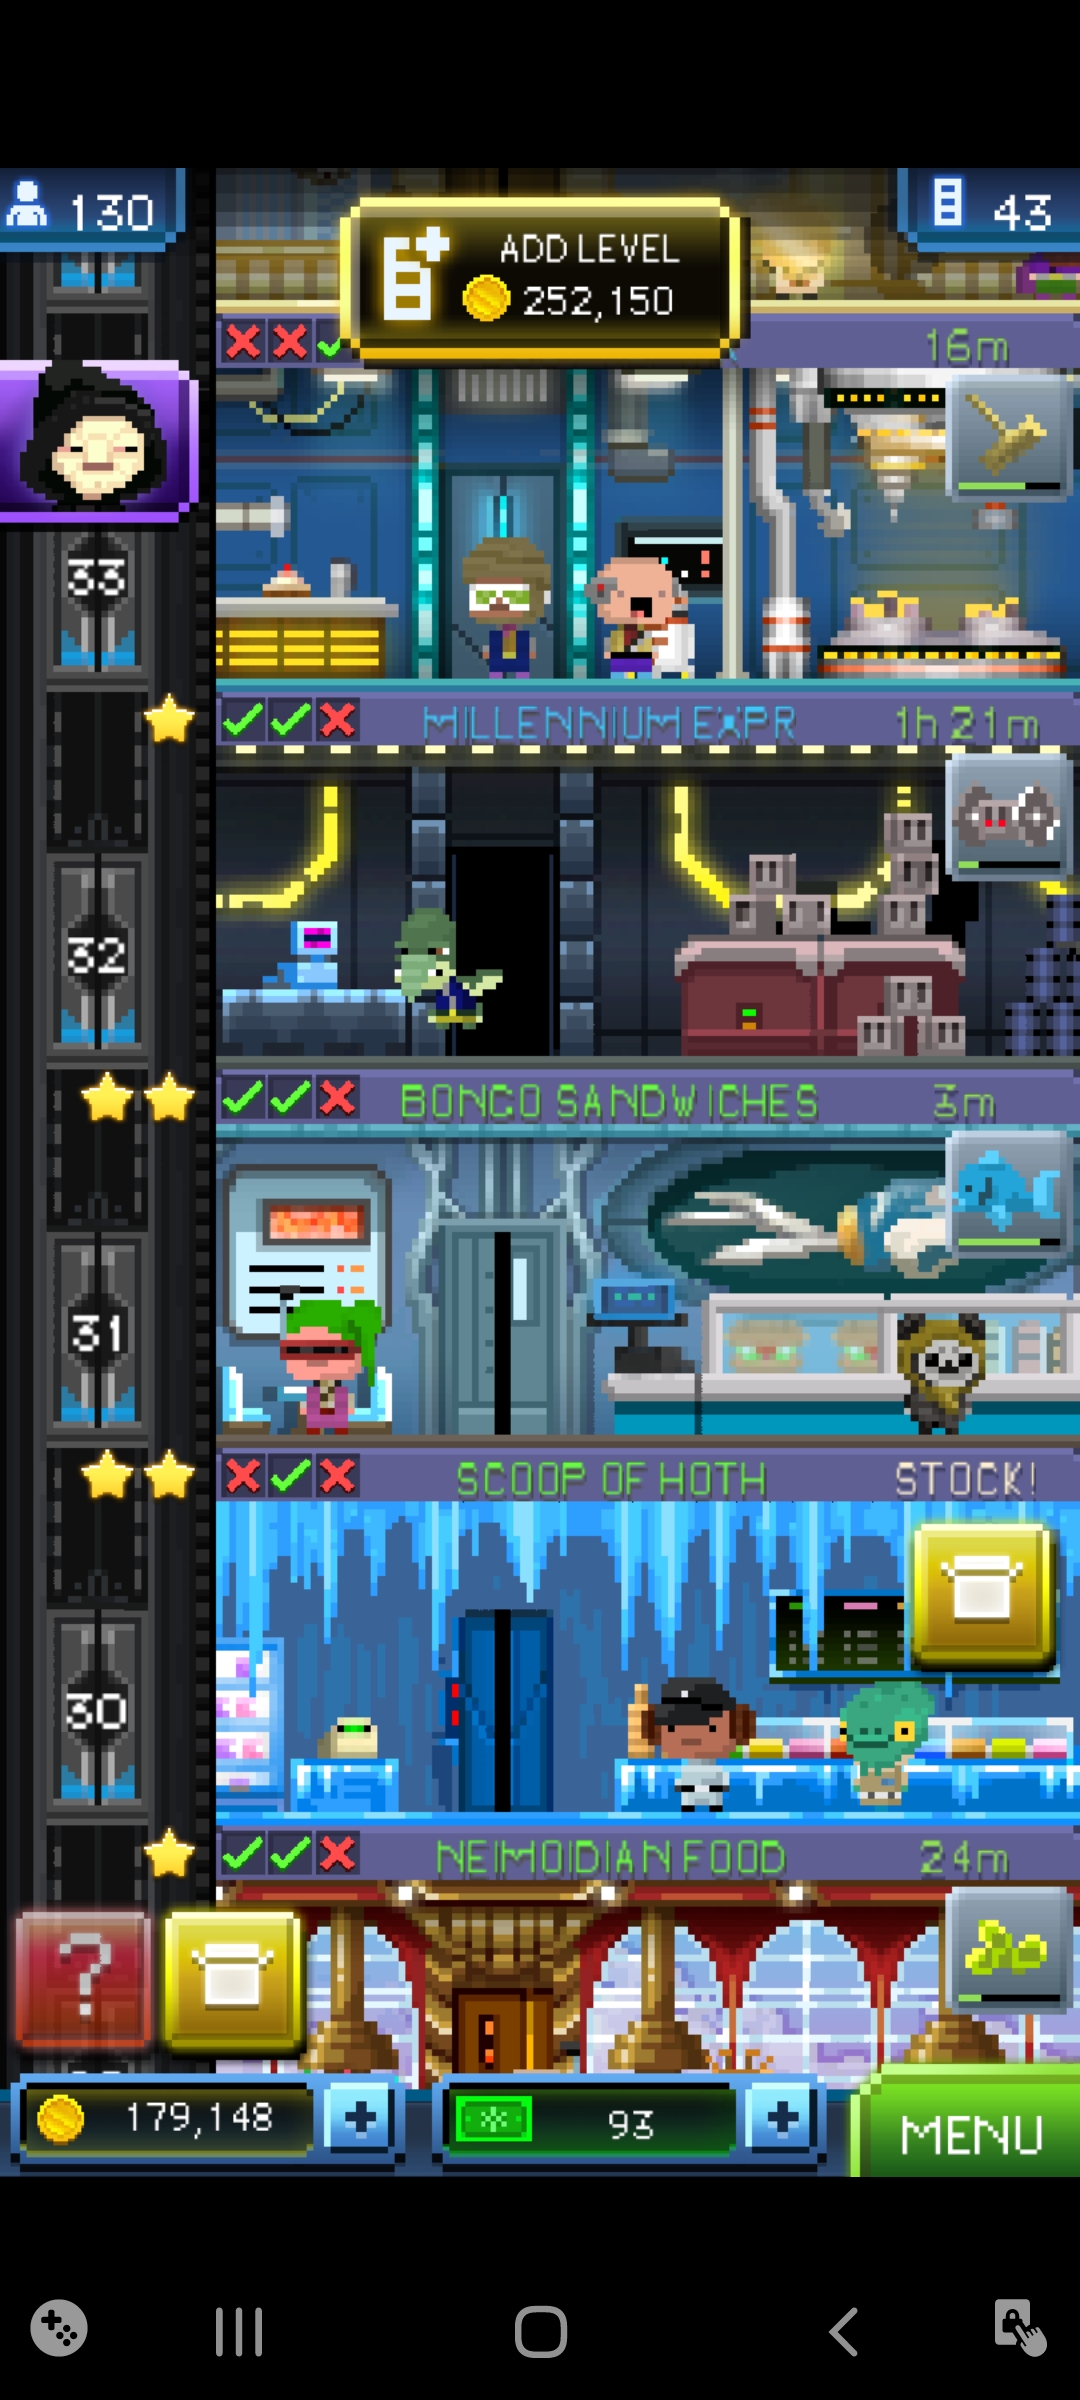 130
43
ADD LEVEL
252,150
16m
33
MILLENNIUM EXPR
1h 21m
32
BONGO SANDWICHES
3m
31
SCOOP OF HOTH
STOCK!
30
NEIMOIDIAN FOOD
24m
?
179,148
+
93
+
MENU